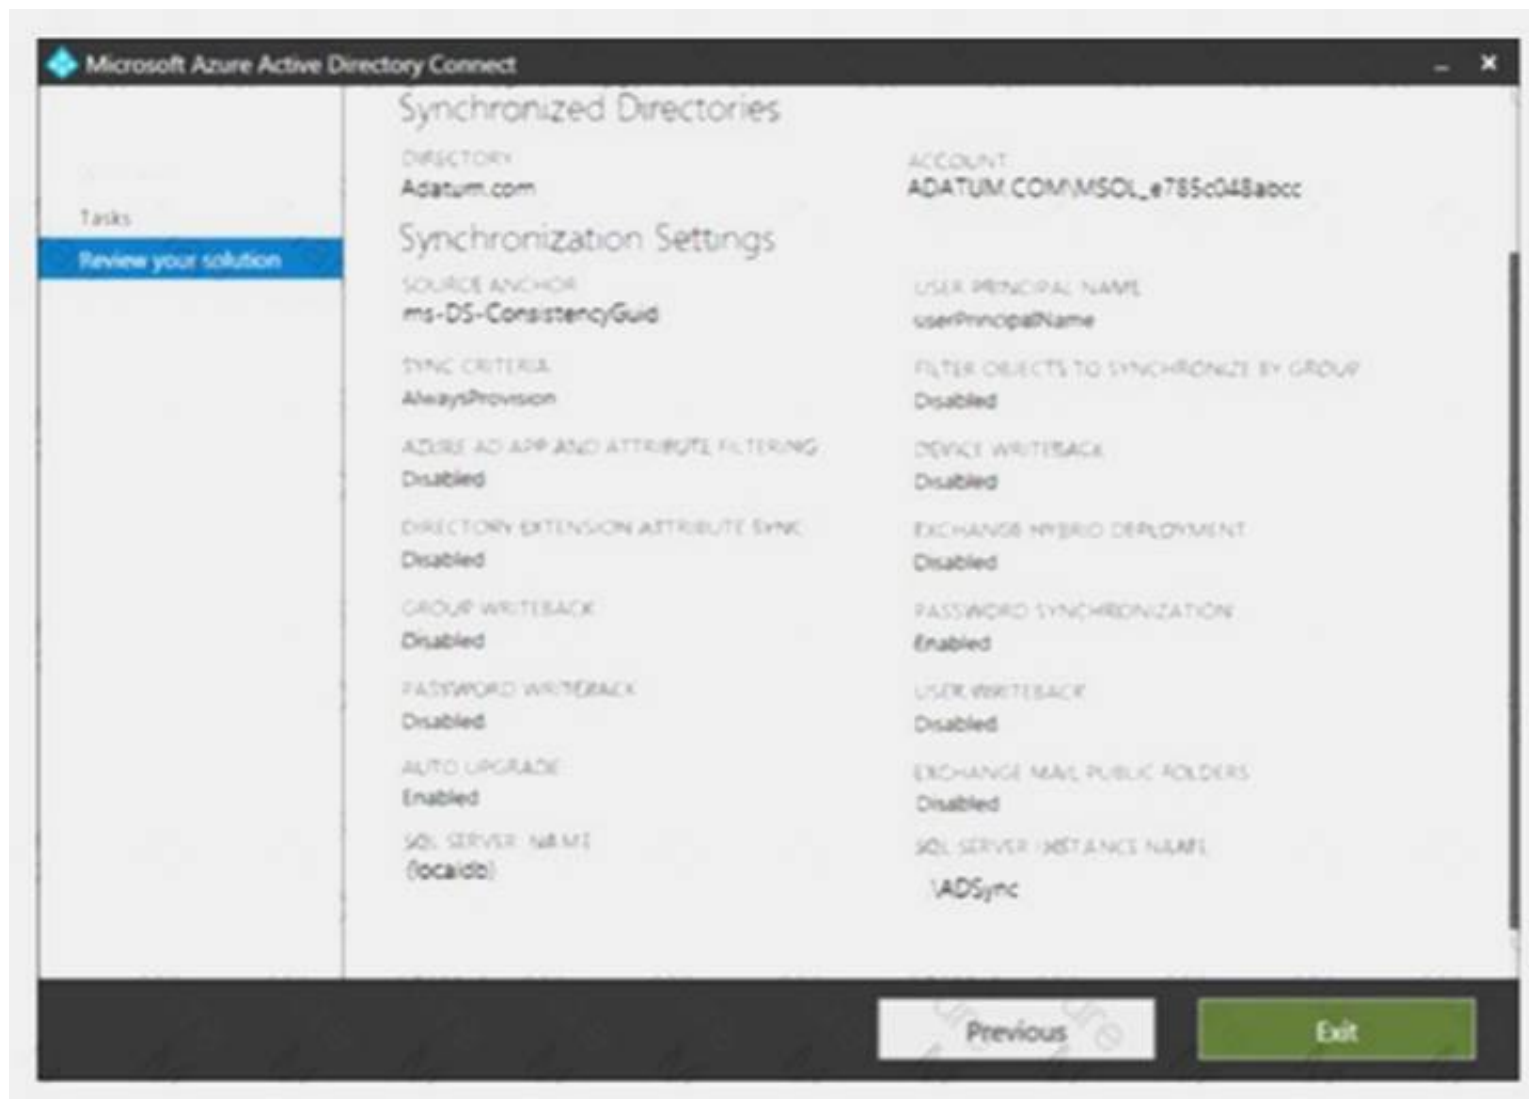 Microsoft Azure Active Directory Connect
Tasks
Review your solution
Synchronized Directories
DIRECTORY
Adatum.com
ACCOUNT
ADATUM.COM\MSOL_e785c048abcc
Synchronization Settings
SOURCE ANCHOR
ms-DS-ConsistencyGuid
USER PRINCIPAL NAME
userPrincipalName
SYNC CRITERIA
AlwaysProvision
FILTER OBJECTS TO SYNCHRONIZE BY GROUP
Disabled
AZURE AD APP AND ATTRIBUTE FILTERING
Disabled
DEVICE WRITEBACK
Disabled
DIRECTORY EXTENSION ATTRIBUTE SYNC
Disabled
EXCHANGE HYBRID DEPLOYMENT
Disabled
GROUP WRITEBACK
Disabled
PASSWORD SYNCHRONIZATION
Enabled
PASSWORD WRITEBACK
Disabled
USER WRITEBACK
Disabled
AUTO UPGRADE
Enabled
EXCHANGE MAIL PUBLIC FOLDERS
Disabled
SQL SERVER NAME
(localdb)
SQL SERVER INSTANCE NAME
.\ADSync
Previous
Exit